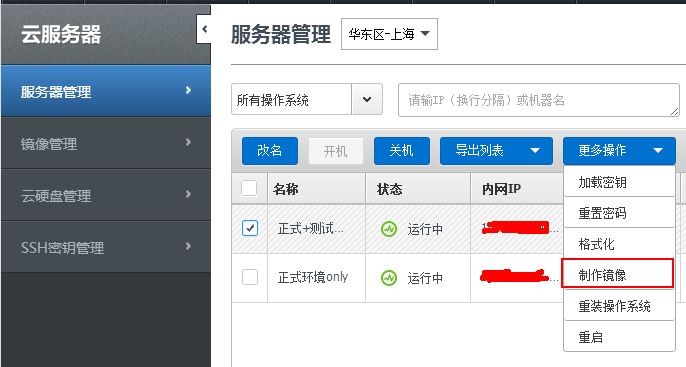 云服务器
服务器管理
镜像管理
云硬盘管理
SSH密钥管理
服务器管理 华东区-上海
所有操作系统 请输IP（换行分隔）或机器名
改名 开机 关机 导出列表 更多操作
名称 状态 内网IP
正式+测试... 运行中
正式环境only 运行中
加载密钥
重置密码
格式化
制作镜像
重装操作系统
重启